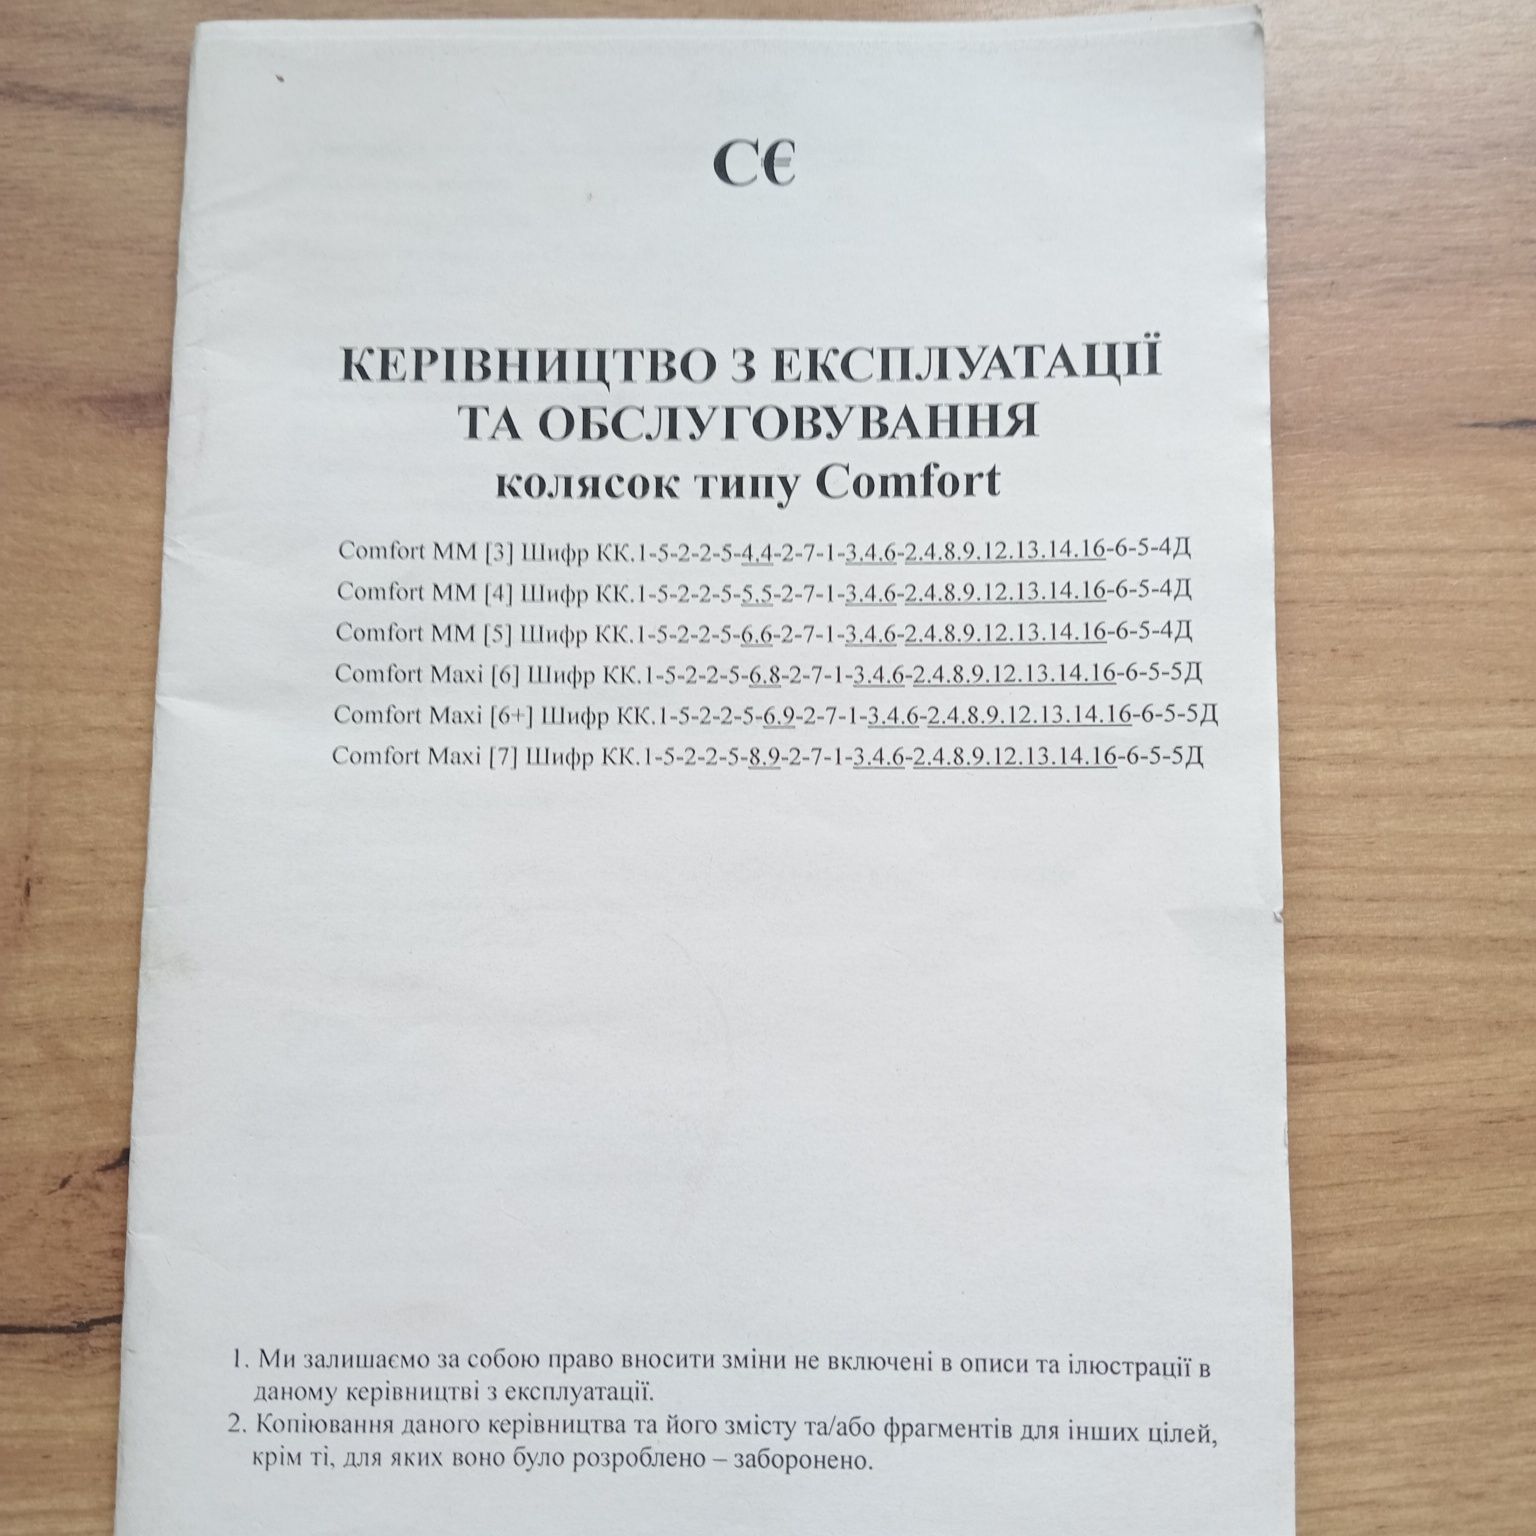 СЄ
КЕРІВНИЦТВО З ЕКСПЛУАТАЦІЇ
ТА ОБСЛУГОВУВАННЯ
колясок типу Comfort
Comfort MM [3] Шифр КК.1-5-2-2-5-4.4-2-7-1-3.4.6-2.4.8.9.12.13.14.16-6-5-4Д
Comfort MM [4] Шифр КК.1-5-2-2-5-5.5-2-7-1-3.4.6-2.4.8.9.12.13.14.16-6-5-4Д
Comfort MM [5] Шифр КК.1-5-2-2-5-6.6-2-7-1-3.4.6-2.4.8.9.12.13.14.16-6-5-4Д
Comfort Maxi [6] Шифр КК.1-5-2-2-5-6.8-2-7-1-3.4.6-2.4.8.9.12.13.14.16-6-5-5Д
Comfort Maxi [6+] Шифр КК.1-5-2-2-5-6.9-2-7-1-3.4.6-2.4.8.9.12.13.14.16-6-5-5Д
Comfort Maxi [7] Шифр КК.1-5-2-2-5-8.9-2-7-1-3.4.6-2.4.8.9.12.13.14.16-6-5-5Д
1. Ми залишаємо за собою право вносити зміни не включені в описи та ілюстрації в
даному керівництві з експлуатації.
2. Копіювання даного керівництва та його змісту та/або фрагментів для інших цілей,
крім ті, для яких воно було розроблено – заборонено.